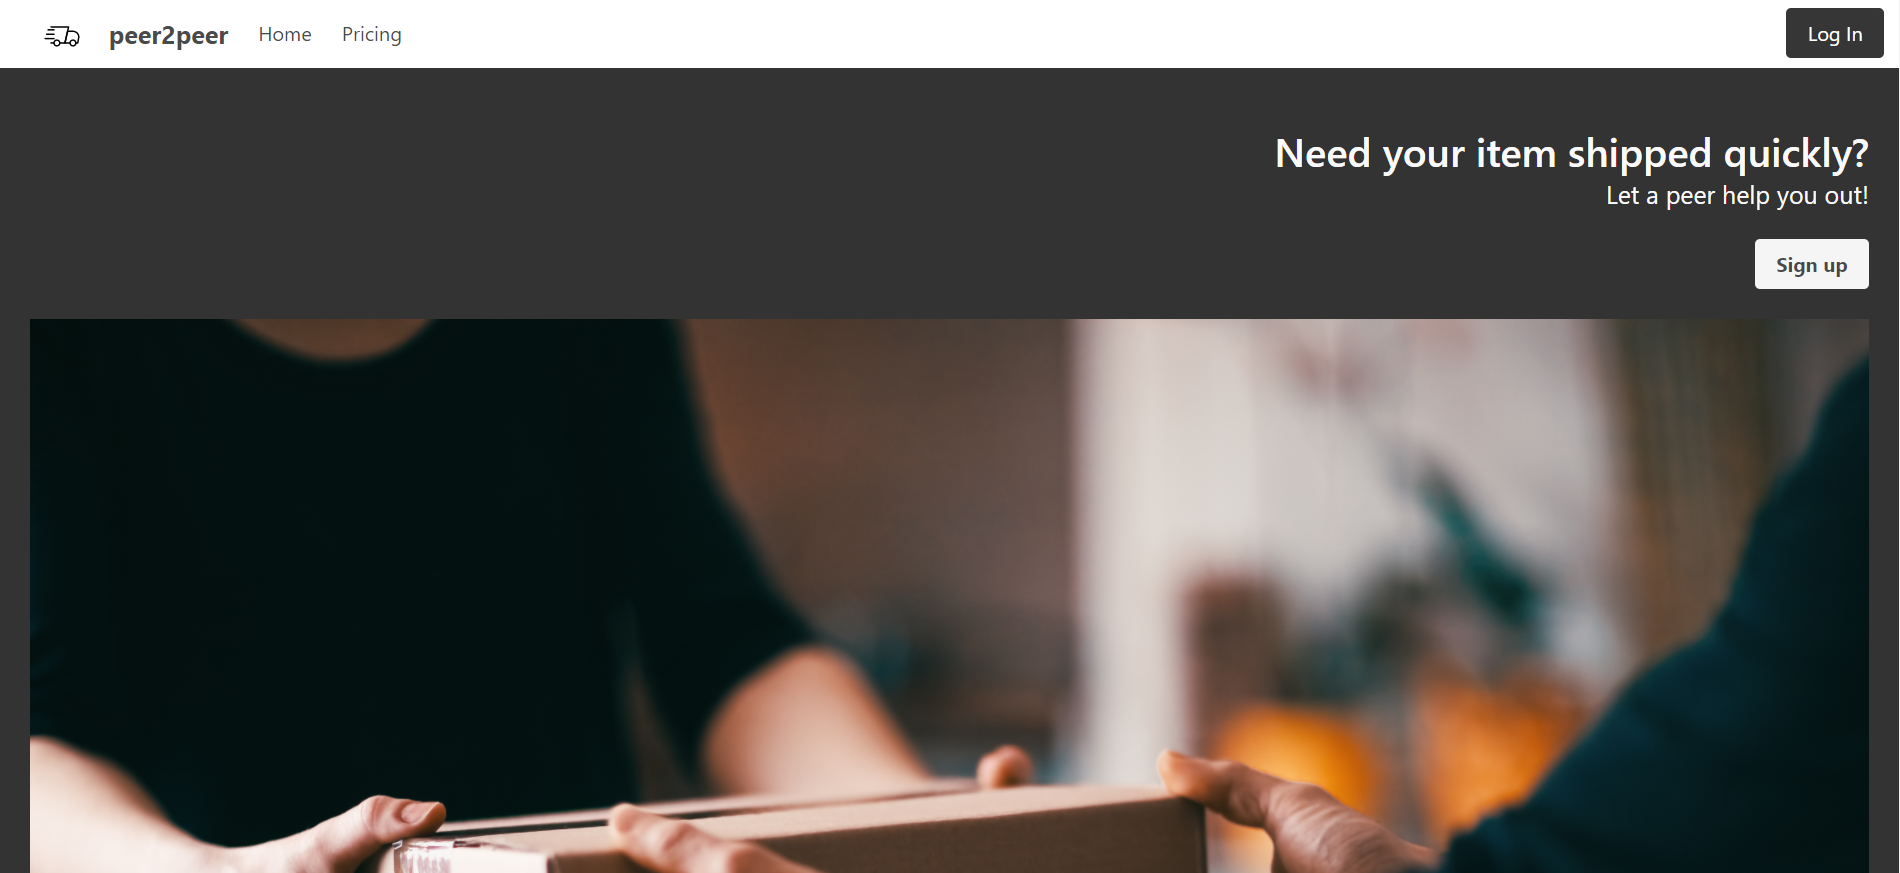 peer2peer
Home
Pricing
Log In
Need your item shipped quickly?
Let a peer help you out!
Sign up